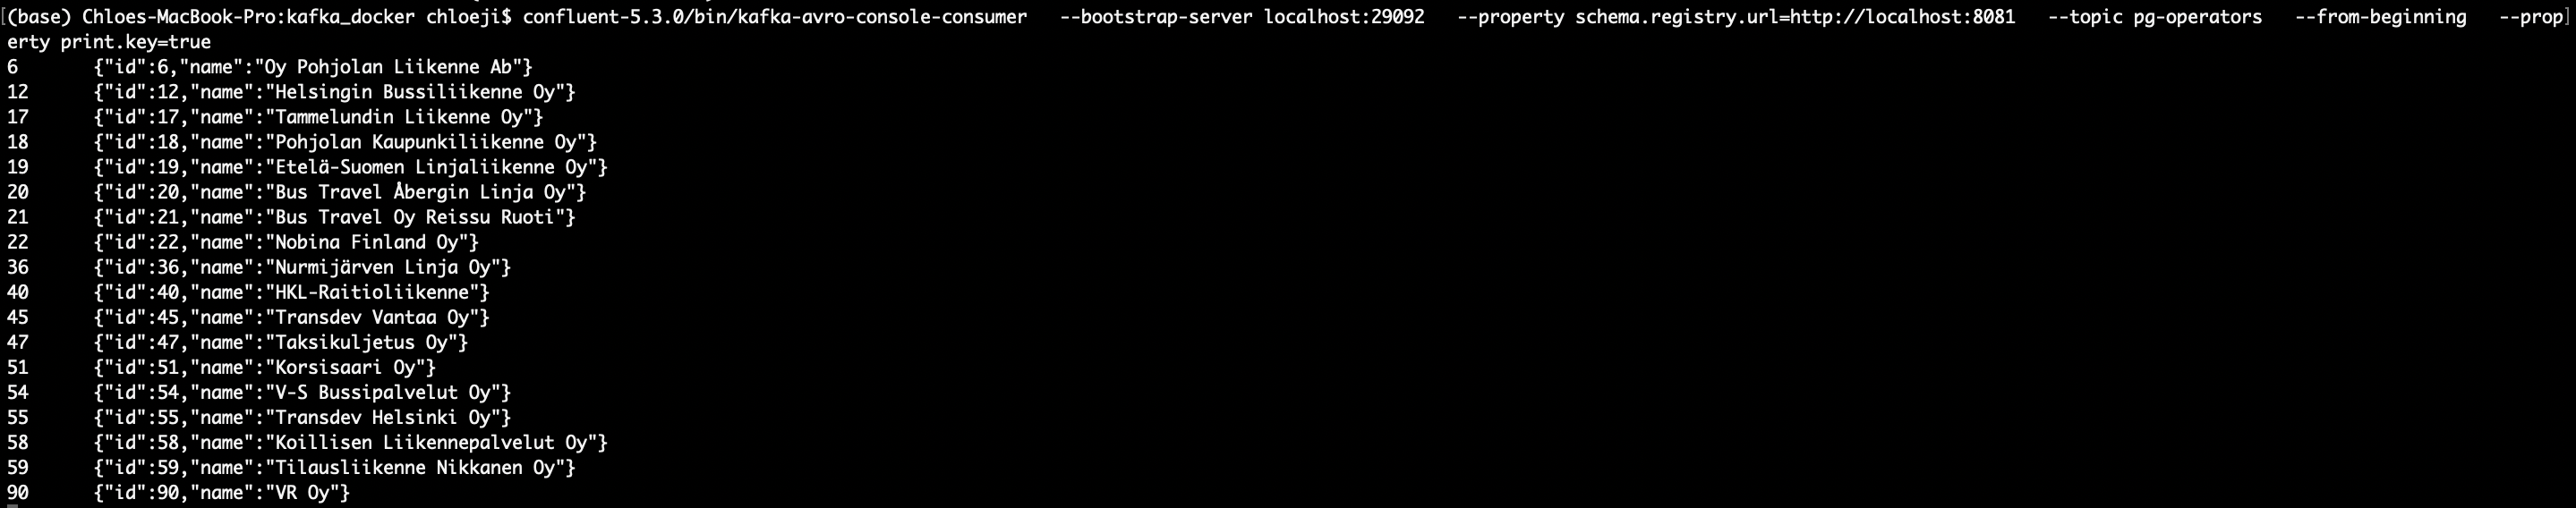 (base) Chloes-MacBook-Pro:kafka_docker chloeji$ confluent-5.3.0/bin/kafka-avro-console-consumer   --bootstrap-server localhost:29092   --property schema.registry.url=http://localhost:8081   --topic pg-operators   --from-beginning   --prop
erty print.key=true
6	{"id":6,"name":"Oy Pohjolan Liikenne Ab"}
12	{"id":12,"name":"Helsingin Bussiliikenne Oy"}
17	{"id":17,"name":"Tammelundin Liikenne Oy"}
18	{"id":18,"name":"Pohjolan Kaupunkiliikenne Oy"}
19	{"id":19,"name":"Etelä-Suomen Linjaliikenne Oy"}
20	{"id":20,"name":"Bus Travel Åbergin Linja Oy"}
21	{"id":21,"name":"Bus Travel Oy Reissu Ruoti"}
22	{"id":22,"name":"Nobina Finland Oy"}
36	{"id":36,"name":"Nurmijärven Linja Oy"}
40	{"id":40,"name":"HKL-Raitioliikenne"}
45	{"id":45,"name":"Transdev Vantaa Oy"}
47	{"id":47,"name":"Taksikuljetus Oy"}
51	{"id":51,"name":"Korsisaari Oy"}
54	{"id":54,"name":"V-S Bussipalvelut Oy"}
55	{"id":55,"name":"Transdev Helsinki Oy"}
58	{"id":58,"name":"Koillisen Liikennepalvelut Oy"}
59	{"id":59,"name":"Tilausliikenne Nikkanen Oy"}
90	{"id":90,"name":"VR Oy"}